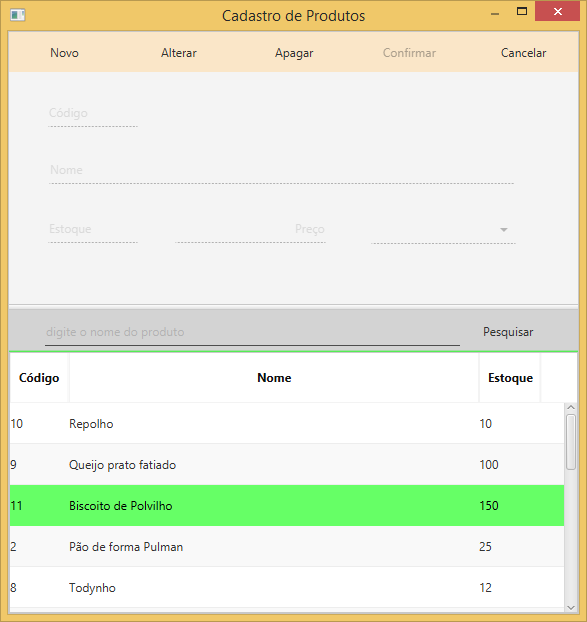 Cadastro de Produtos
Novo Alterar Apagar Confirmar Cancelar
Código
Nome
Estoque Preço
digite o nome do produto Pesquisar
Código Nome Estoque
10 Repolho 10
9 Queijo prato fatiado 100
11 Biscoito de Polvilho 150
2 Pão de forma Pulman 25
8 Todynho 12